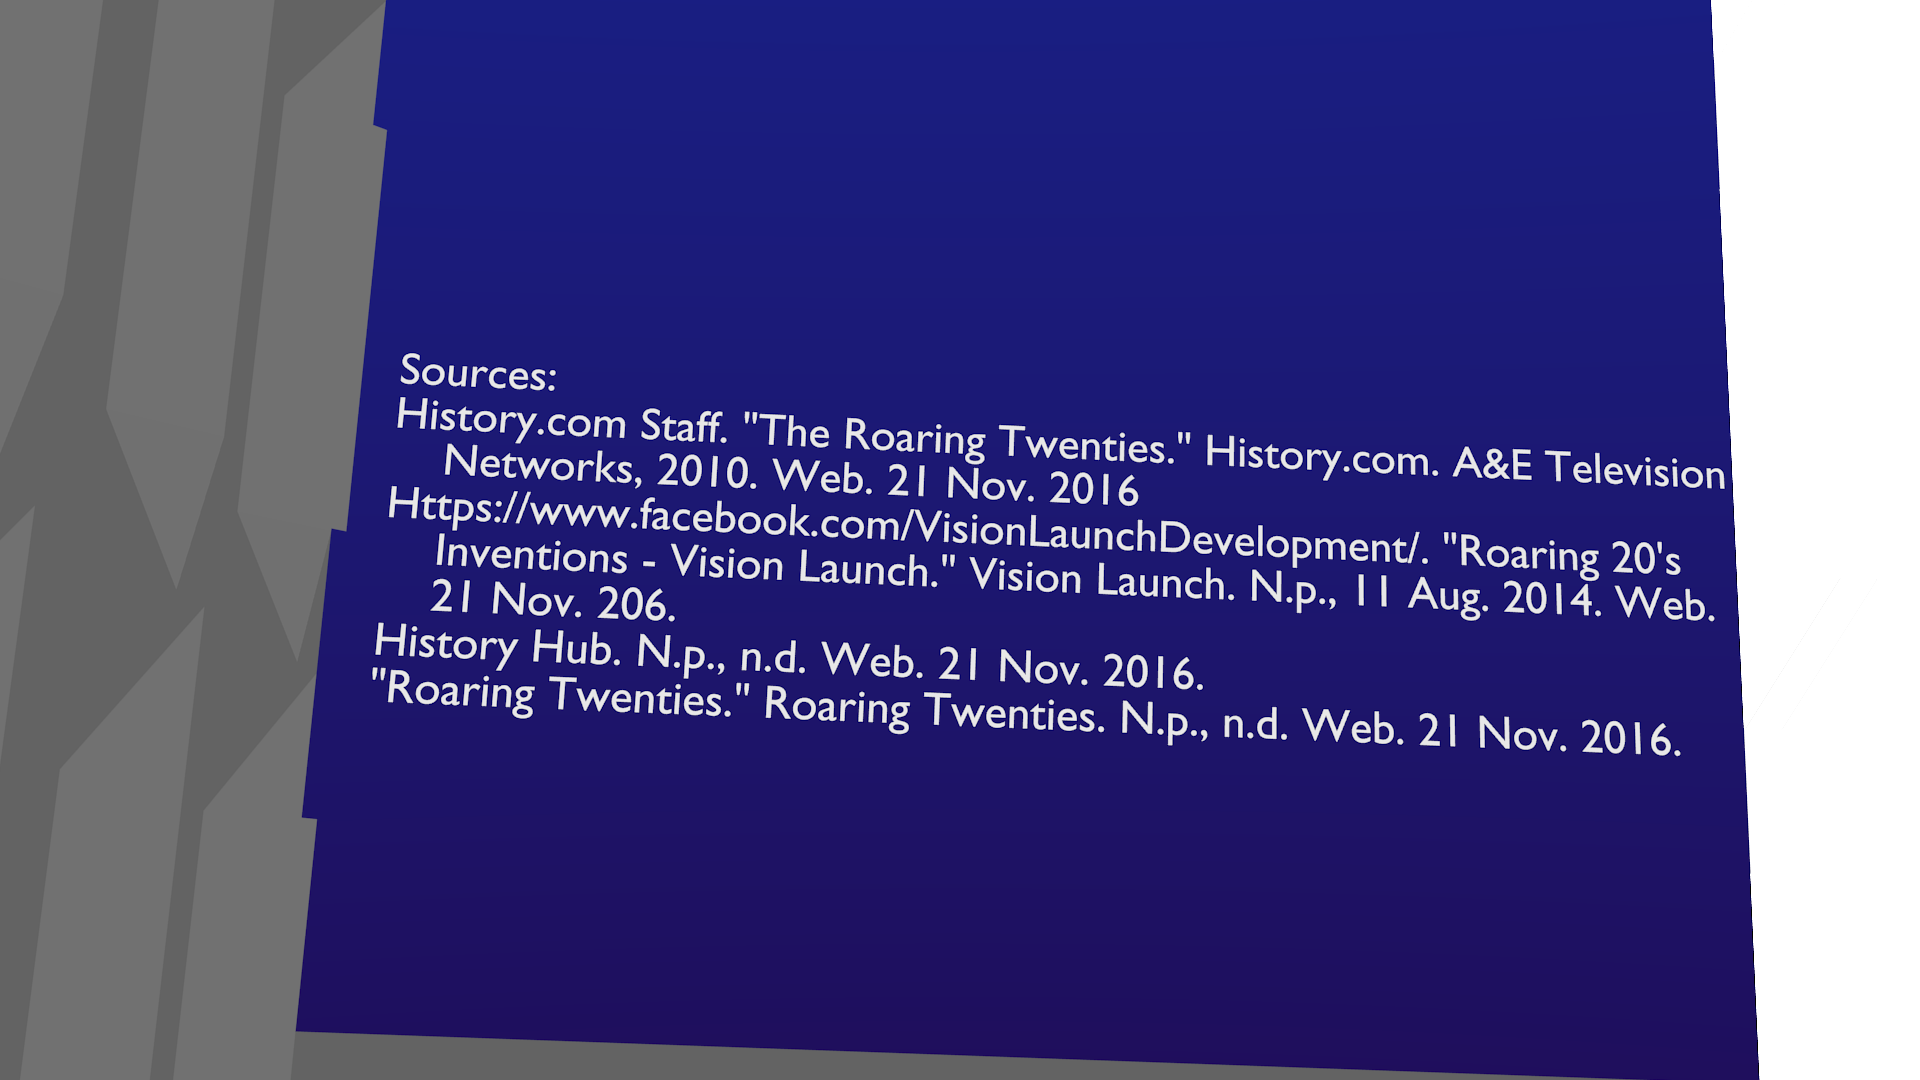 Sources:
History.com Staff. "The Roaring Twenties." History.com. A&E Television
Networks, 2010. Web. 21 Nov. 2016
Https://www.facebook.com/VisionLaunchDevelopment/. "Roaring 20's
Inventions - Vision Launch." Vision Launch. N.p., 11 Aug. 2014. Web.
21 Nov. 206.
History Hub. N.p., n.d. Web. 21 Nov. 2016.
"Roaring Twenties." Roaring Twenties. N.p., n.d. Web. 21 Nov. 2016.